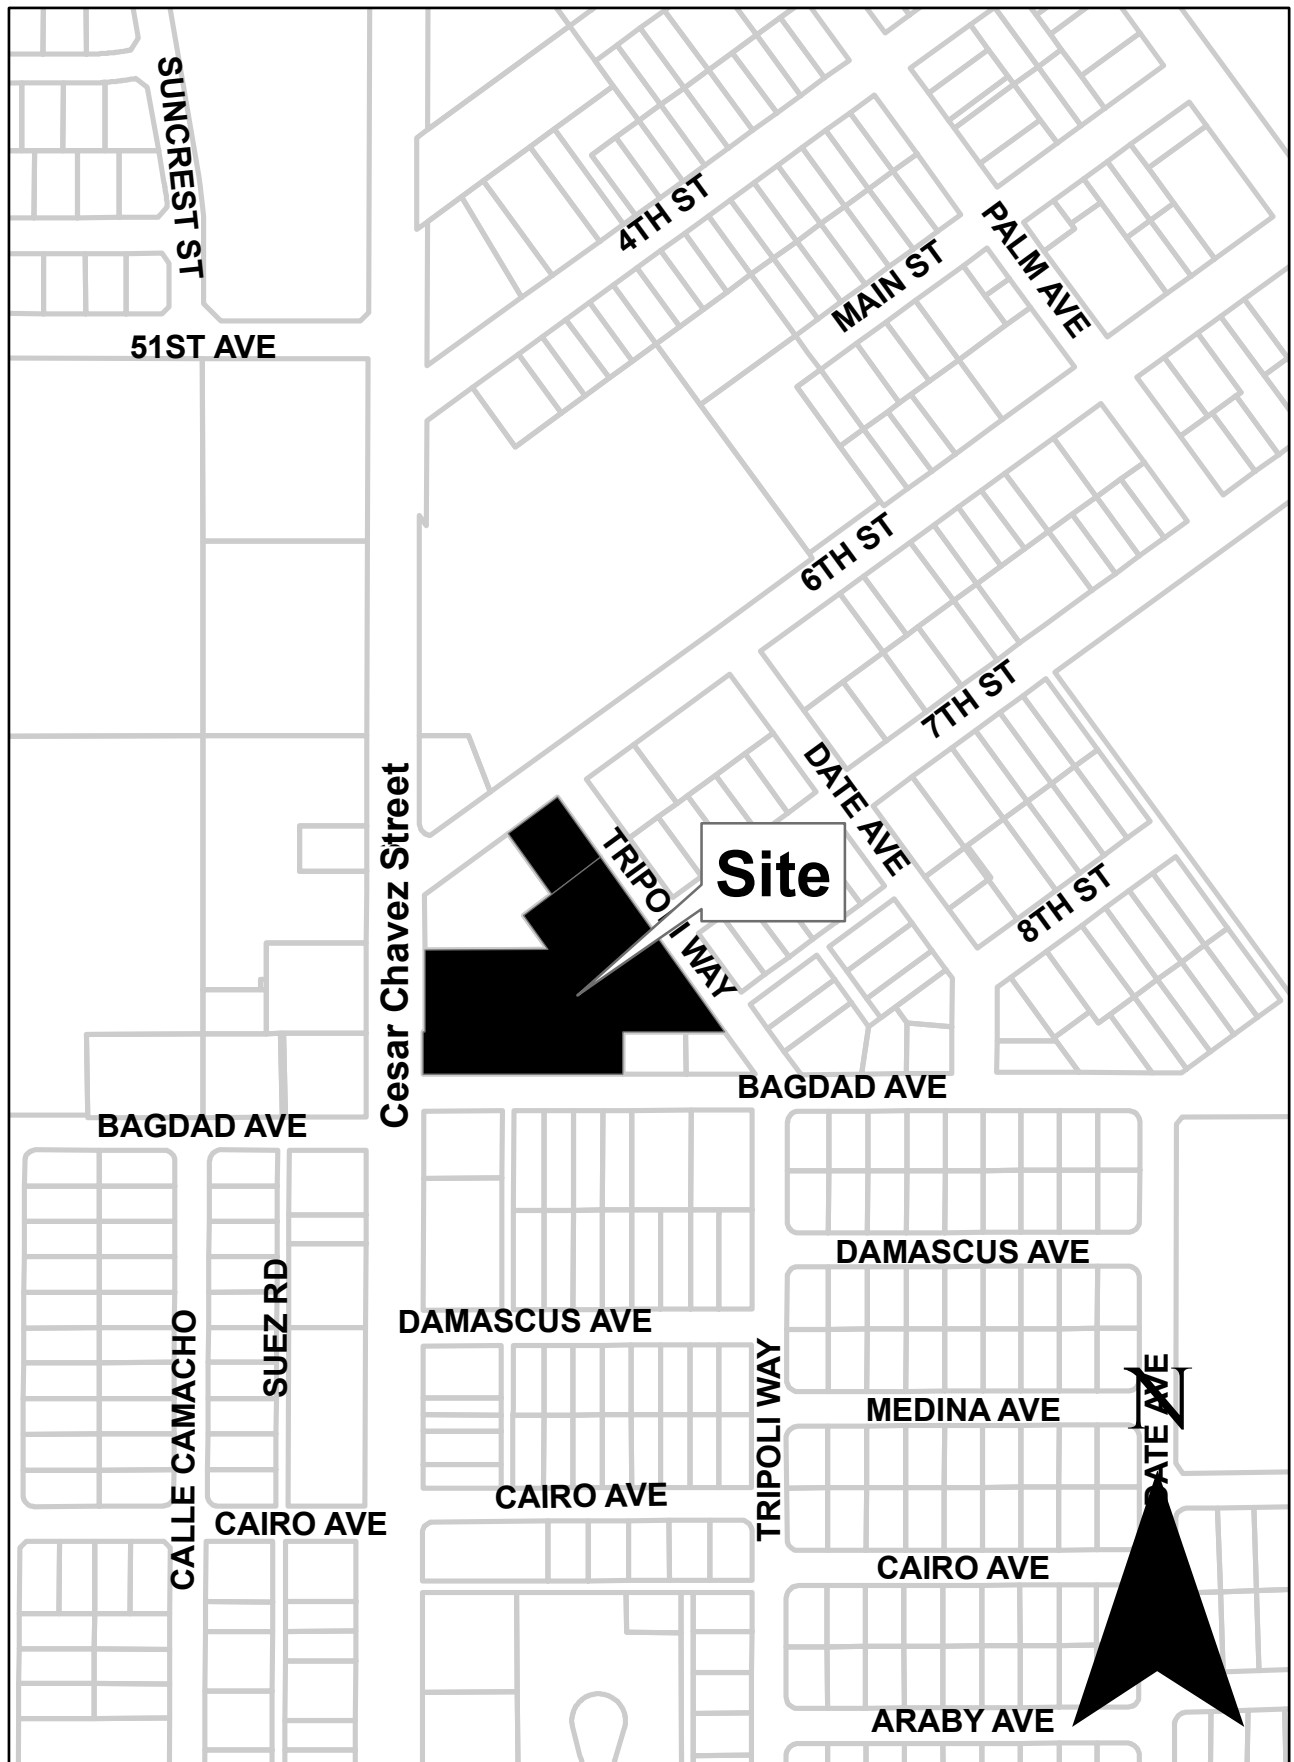 SUNCREST ST
4TH ST
PALM AVE
MAIN ST
51ST AVE
6TH ST
7TH ST
DATE AVE
Cesar Chavez Street
TRIPOLI WAY
Site
8TH ST
BAGDAD AVE
BAGDAD AVE
DAMASCUS AVE
SUEZ RD
DAMASCUS AVE
CALLE CAMACHO
TRIPOLI WAY
DATE AVE
N
MEDINA AVE
CAIRO AVE
CAIRO AVE
CAIRO AVE
ARABY AVE